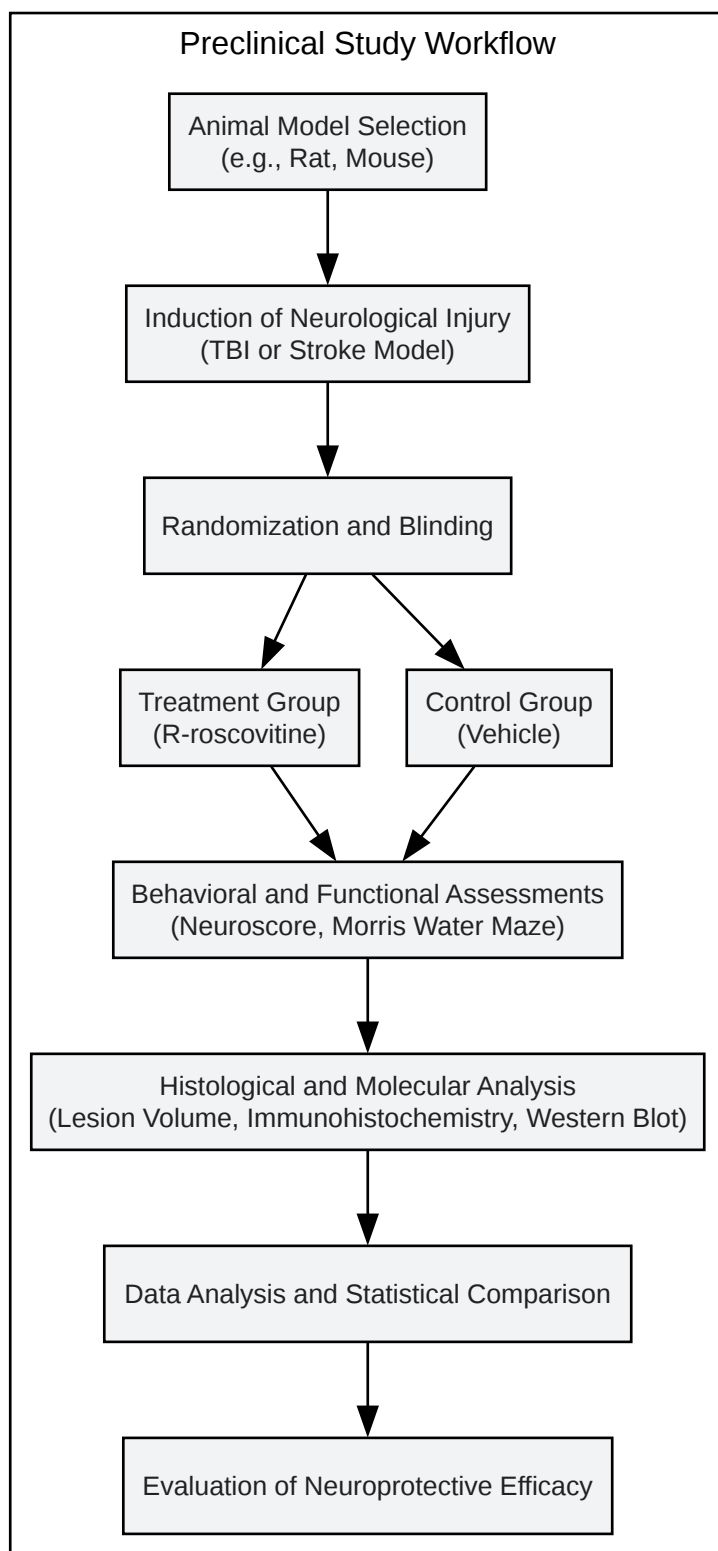 Preclinical Study Workflow
Animal Model Selection
(e.g., Rat, Mouse)
Induction of Neurological Injury
(TBI or Stroke Model)
Randomization and Blinding
Treatment Group
(R-roscovitine)
Control Group
(Vehicle)
Behavioral and Functional Assessments
(Neuroscore, Morris Water Maze)
Histological and Molecular Analysis
(Lesion Volume, Immunohistochemistry, Western Blot)
Data Analysis and Statistical Comparison
Evaluation of Neuroprotective Efficacy